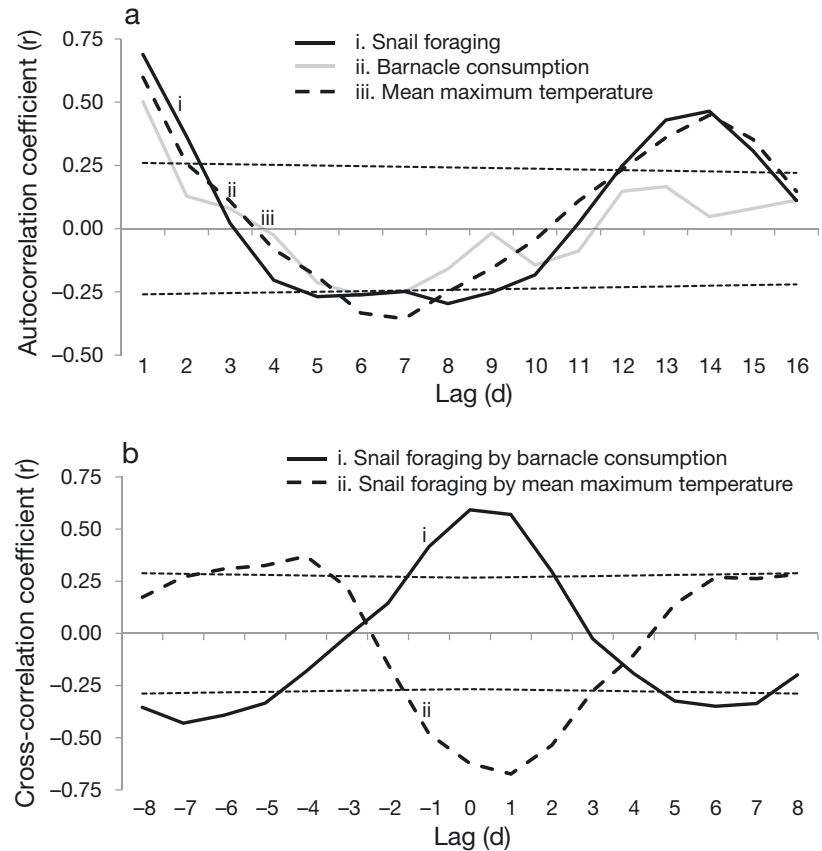 a
i. Snail foraging
ii. Barnacle consumption
iii. Mean maximum temperature
Autocorrelation coefficient (r)
0.75
0.50
0.25
0.00
–0.25
–0.50
i
ii
iii
1 2 3 4 5 6 7 8 9 10 11 12 13 14 15 16
Lag (d)
b
i. Snail foraging by barnacle consumption
ii. Snail foraging by mean maximum temperature
Cross-correlation coefficient (r)
0.75
0.50
0.25
0.00
–0.25
–0.50
–0.75
i
ii
–8 –7 –6 –5 –4 –3 –2 –1 0 1 2 3 4 5 6 7 8
Lag (d)